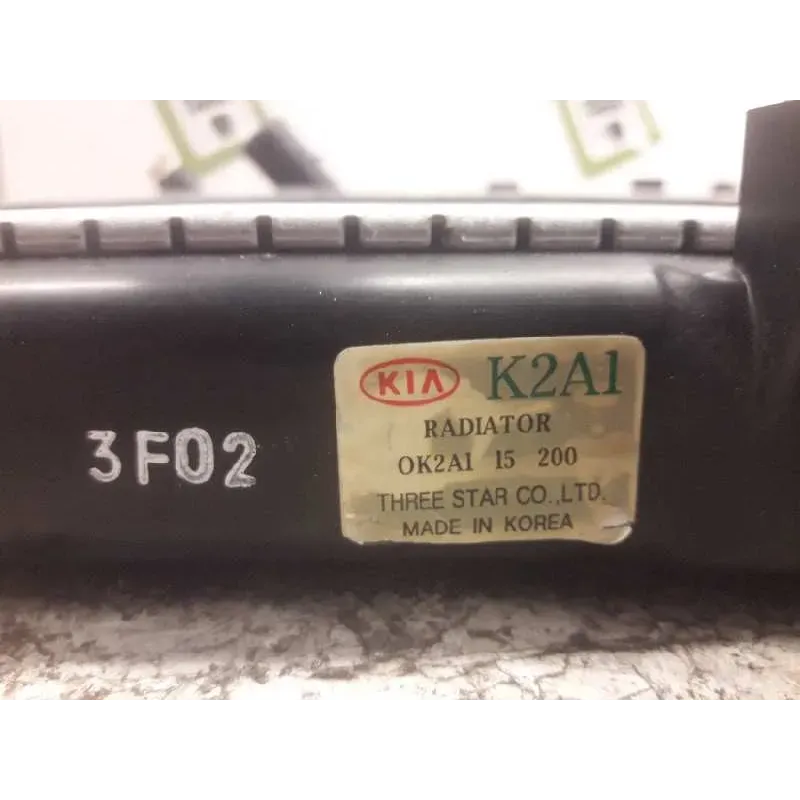 KIA K2A1
RADIATOR
OK2A1 15 200
THREE STAR CO.,LTD.
MADE IN KOREA
3F02